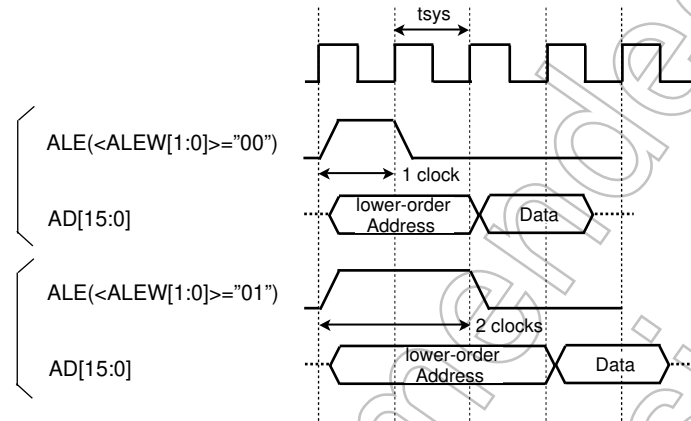 tsys
ALE(<ALEW[1:0]>="00")
1 clock
AD[15:0]
lower-order
Address
Data
ALE(<ALEW[1:0]>="01")
2 clocks
AD[15:0]
lower-order
Address
Data